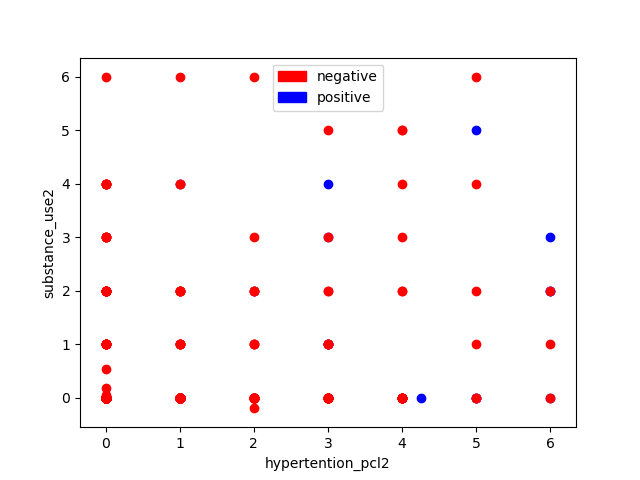 negative
positive
6
5
4
3
2
1
0
substance_use2
0 1 2 3 4 5 6
hypertention_pcl2